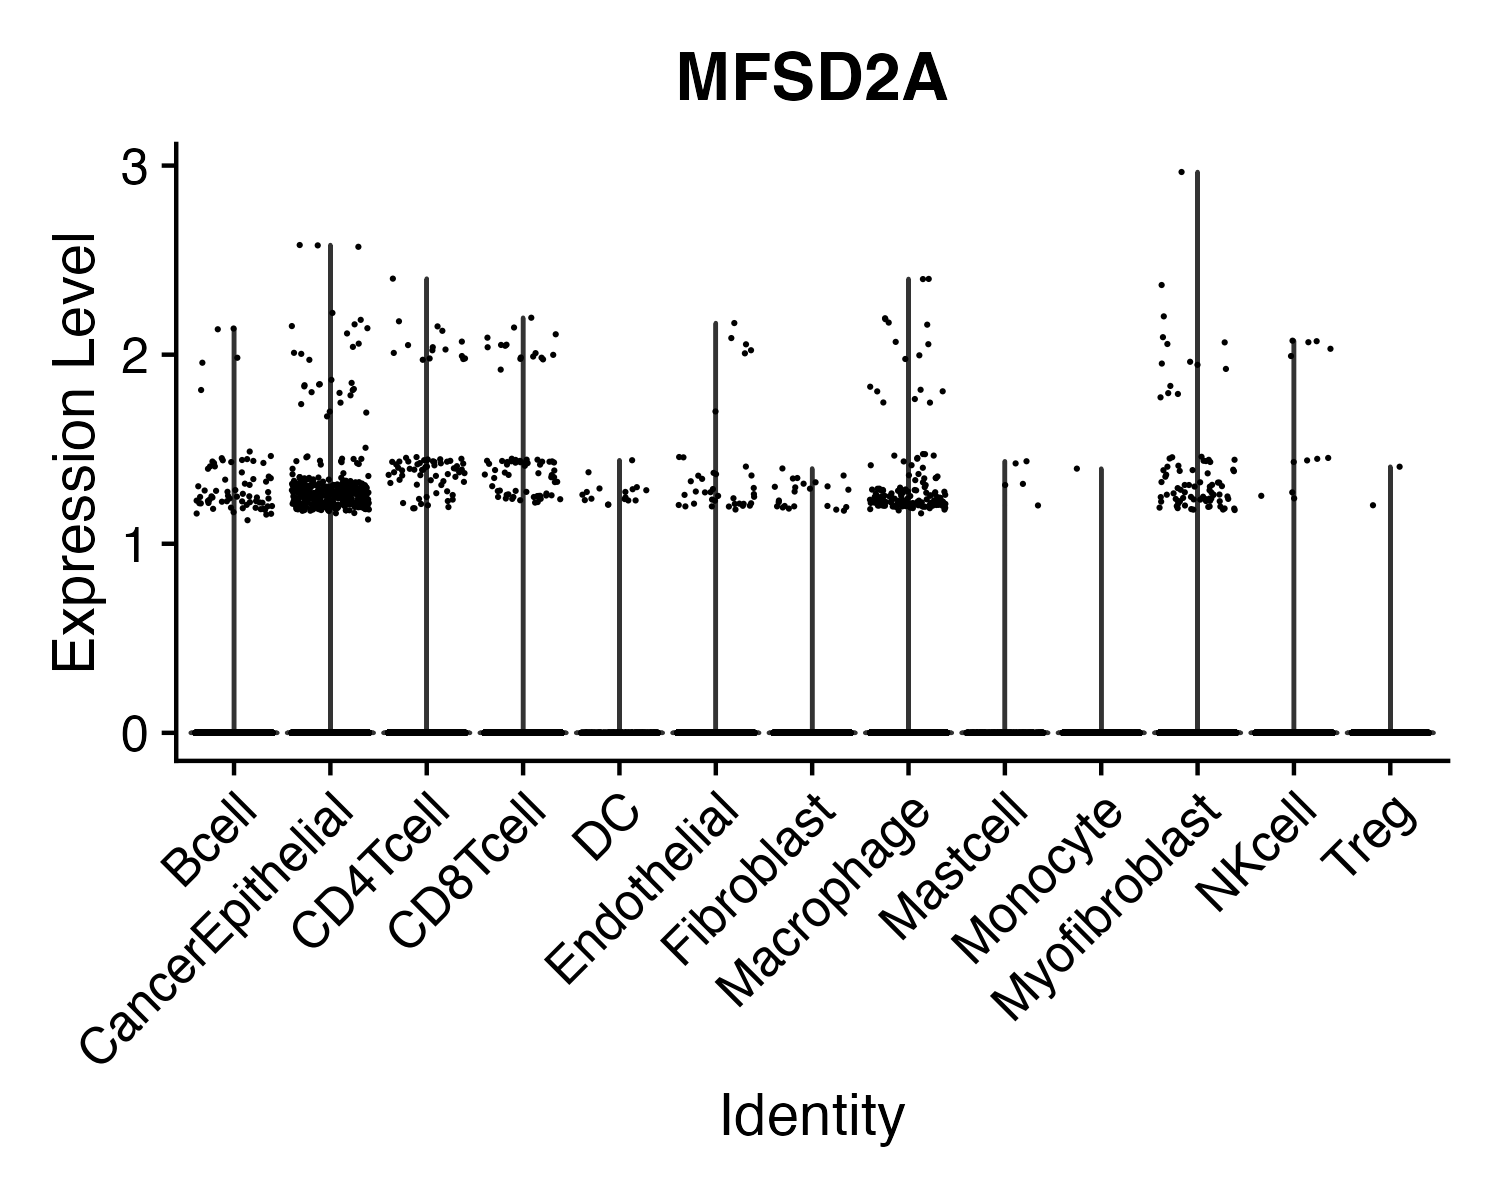 MFSD2A
Expression Level
3
2
1
0
Bcell
CancerEpithelial
CD4Tcell
CD8Tcell
DC
Endothelial
Fibroblast
Macrophage
Mastcell
Monocyte
Myofibroblast
NKcell
Treg
Identity